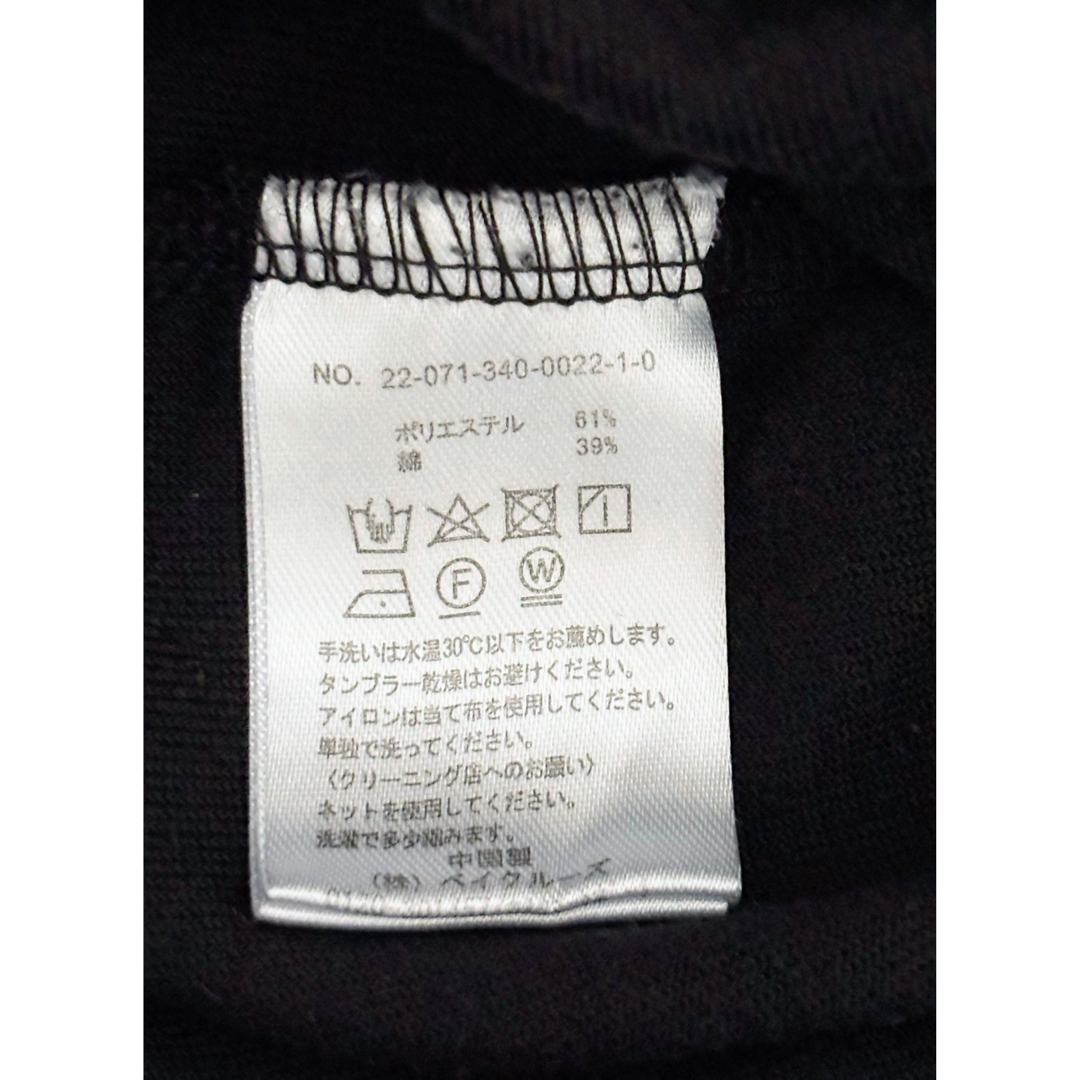 NO. 22-071-340-0022-1-0
ポリエステル 61%
綿 39%
F W
手洗いは水温30℃以下をお薦めします。
タンブラー乾燥はお避けください。
アイロンは当て布を使用してください。
単独で洗ってください。
〈クリーニング店へのお願い〉
ネットを使用してください。
洗濯で多少縮みます。
中国製
(株) ベイクルーズ